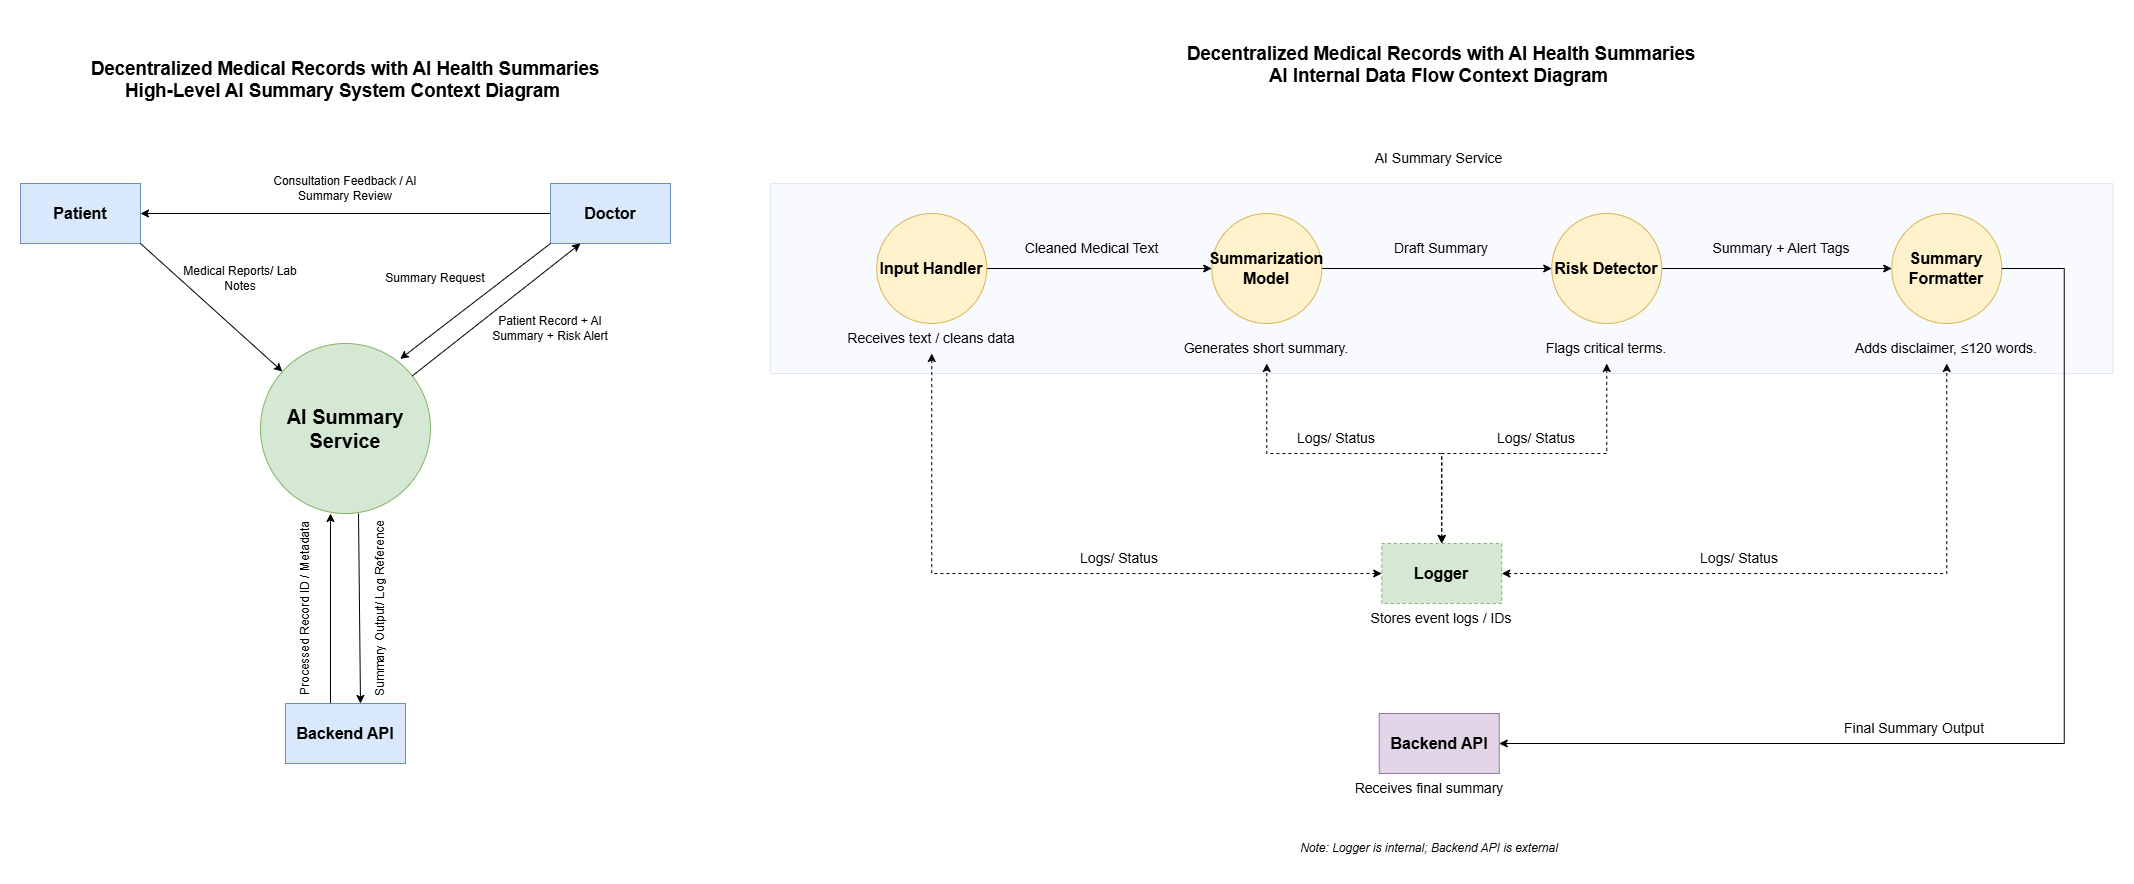 Decentralized Medical Records with AI Health Summaries
High-Level AI Summary System Context Diagram
Consultation Feedback / AI
Summary Review
Patient
Doctor
Medical Reports/ Lab
Notes
Summary Request
Patient Record + AI
Summary + Risk Alert
AI Summary
Service
Processed Record ID / Metadata
Summary Output/ Log Reference
Backend API
Decentralized Medical Records with AI Health Summaries
AI Internal Data Flow Context Diagram
AI Summary Service
Input Handler
Cleaned Medical Text
Summarization
Model
Draft Summary
Risk Detector
Summary + Alert Tags
Summary
Formatter
Receives text / cleans data
Generates short summary.
Flags critical terms.
Adds disclaimer, ≤120 words.
Logs/ Status
Logs/ Status
Logs/ Status
Logger
Logs/ Status
Stores event logs / IDs
Backend API
Final Summary Output
Receives final summary
Note: Logger is internal; Backend API is external